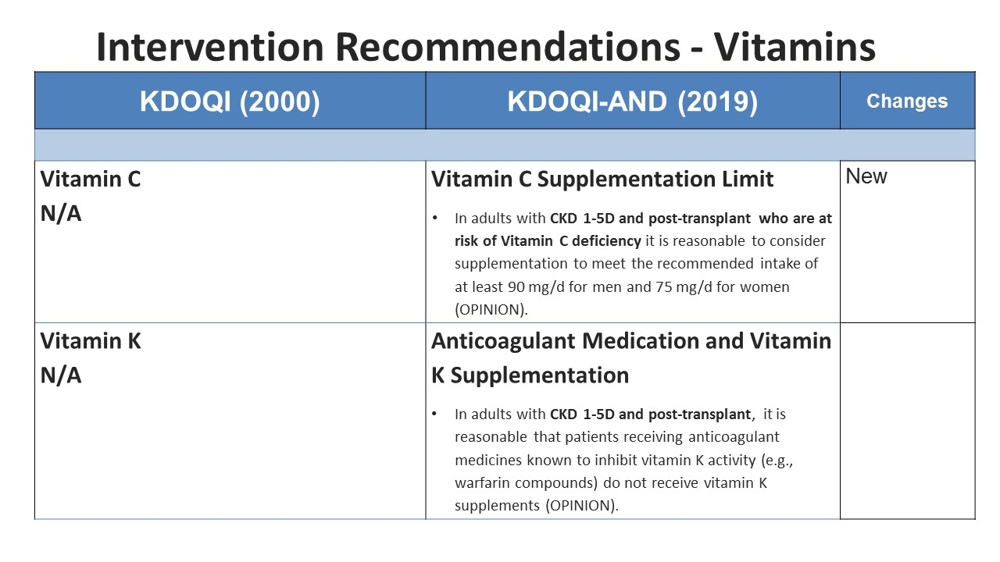 Intervention Recommendations - Vitamins
KDOQI (2000)
KDOQI-AND (2019)
Changes
Vitamin C
N/A
Vitamin C Supplementation Limit
• In adults with CKD 1-5D and post-transplant who are at
risk of Vitamin C deficiency it is reasonable to consider
supplementation to meet the recommended intake of
at least 90 mg/d for men and 75 mg/d for women
(OPINION).
New
Vitamin K
N/A
Anticoagulant Medication and Vitamin
K Supplementation
• In adults with CKD 1-5D and post-transplant, it is
reasonable that patients receiving anticoagulant
medicines known to inhibit vitamin K activity (e.g.,
warfarin compounds) do not receive vitamin K
supplements (OPINION).